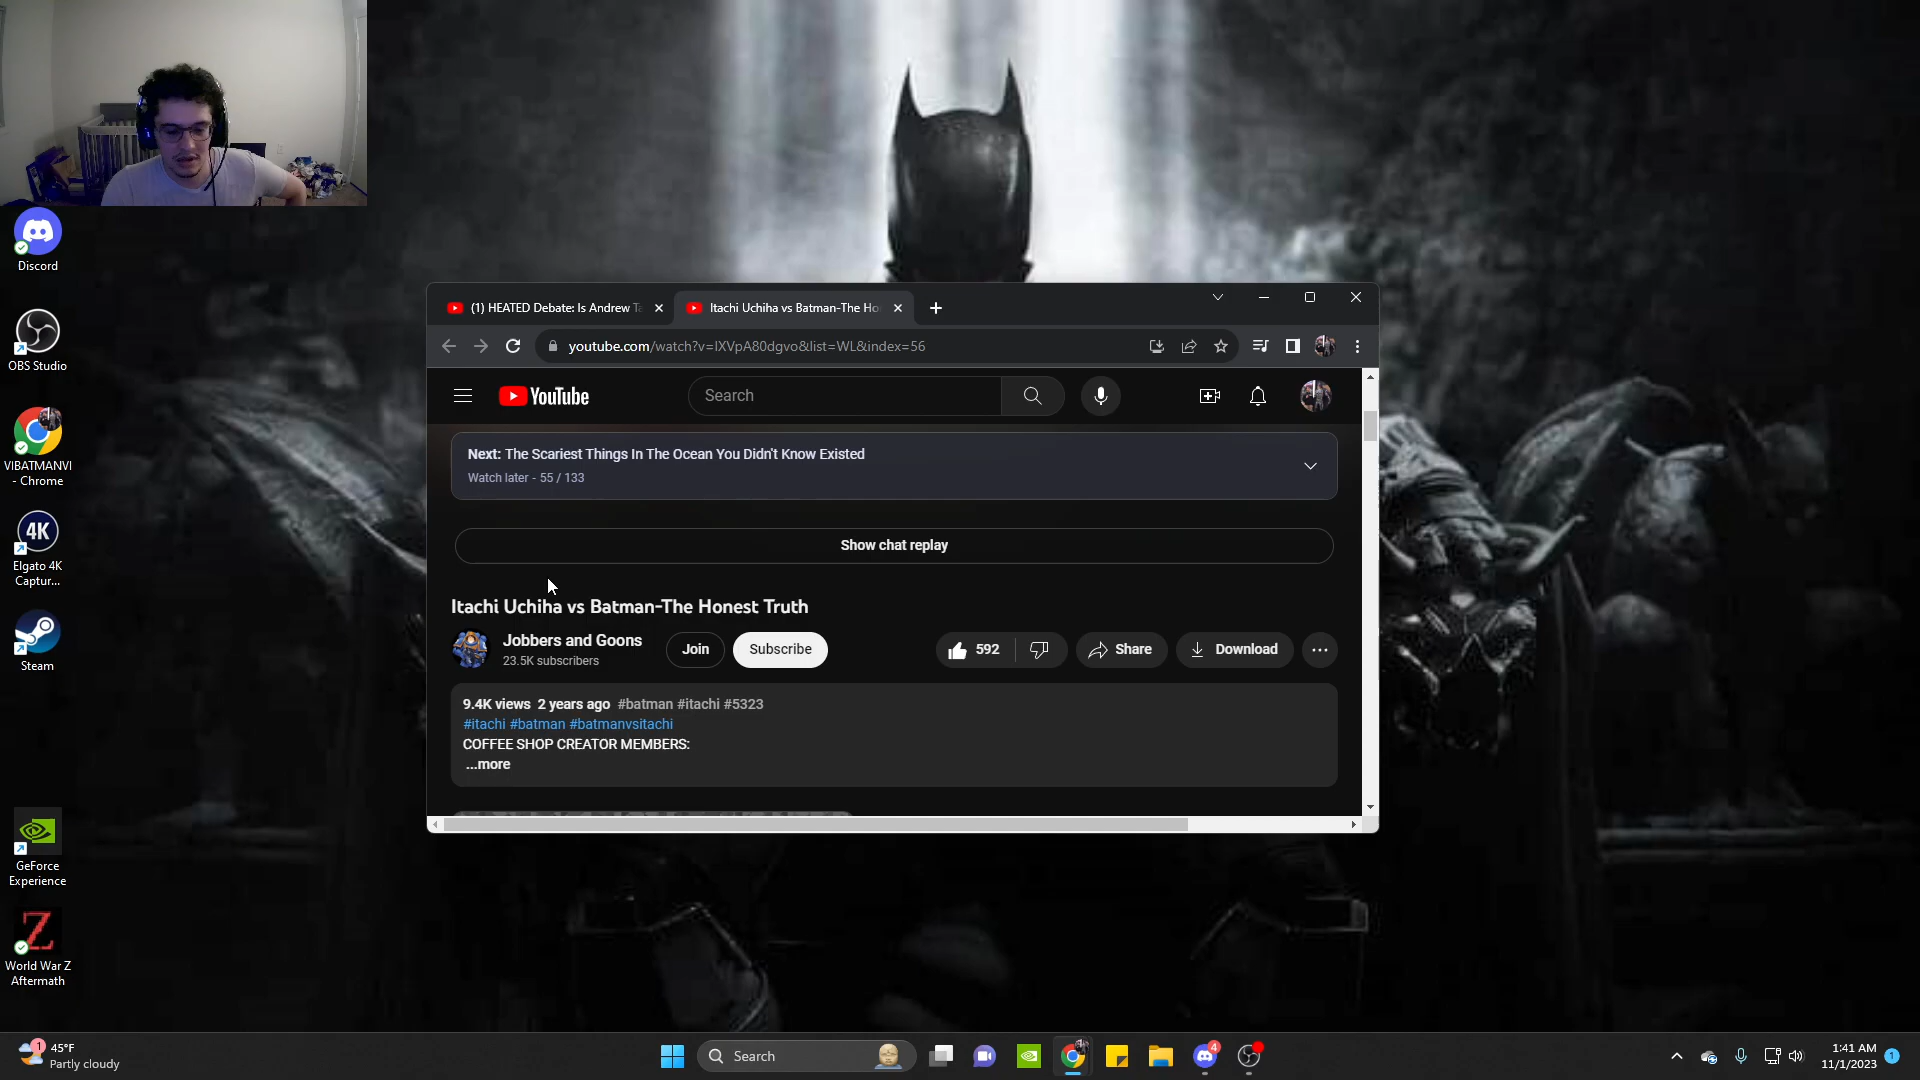 Discord
OBS Studio
VIBATMANVI
- Chrome
4K
Elgato 4K
Captur...
Steam
GeForce
Experience
Z
World War Z
Aftermath
(1) HEATED Debate: Is Andrew T
Itachi Uchiha vs Batman-The Ho
youtube.com/watch?v=lXVpA80dgvo&list=WL&index=56
YouTube
Search
Next: The Scariest Things In The Ocean You Didn't Know Existed
Watch later - 55 / 133
Show chat replay
Itachi Uchiha vs Batman-The Honest Truth
Jobbers and Goons
23.5K subscribers
Join
Subscribe
592
Share
Download
9.4K views 2 years ago #batman #itachi #5323
#itachi #batman #batmanvsitachi
COFFEE SHOP CREATOR MEMBERS:
...more
1
45°F
Partly cloudy
Search
4
1:41 AM
11/1/2023
1